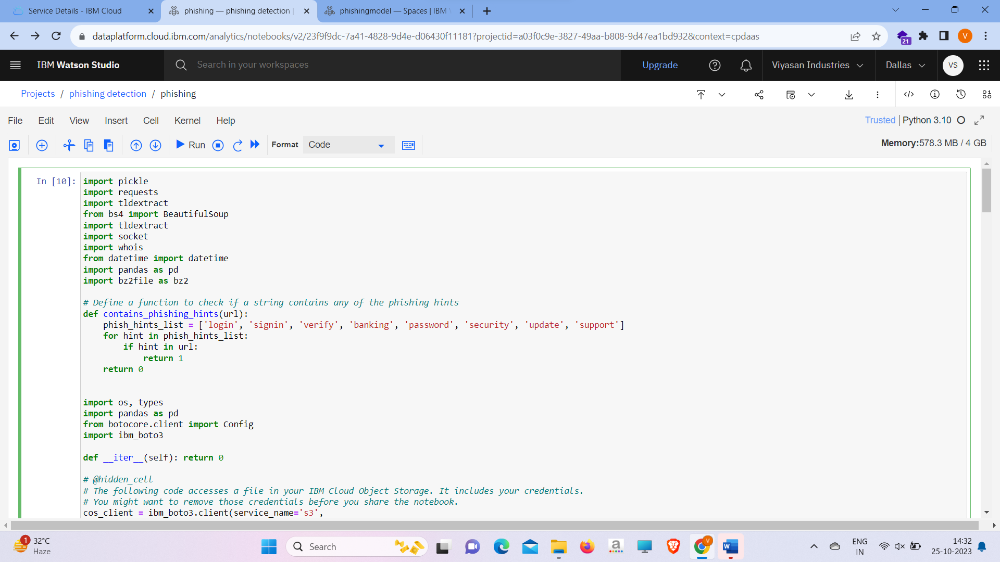 Service Details - IBM Cloud
phishing — phishing detection |
phishingmodel — Spaces | IBM
dataplatform.cloud.ibm.com/analytics/notebooks/v2/23f9f9dc-7a41-4828-9d4e-d06430f11181?projectid=a03f0c9e-3827-49aa-b808-9d47ea1bd932&context=cpdaas
21
V
IBM Watson Studio
Search in your workspaces
Upgrade
Viyasan Industries
Dallas
VS
Projects / phishing detection / phishing
File Edit View Insert Cell Kernel Help
Trusted | Python 3.10
Run
Format
Code
Memory:578.3 MB / 4 GB
In [10]:
import pickle
import requests
import tldextract
from bs4 import BeautifulSoup
import tldextract
import socket
import whois
from datetime import datetime
import pandas as pd
import bz2file as bz2
# Define a function to check if a string contains any of the phishing hints
def contains_phishing_hints(url):
phish_hints_list = ['login', 'signin', 'verify', 'banking', 'password', 'security', 'update', 'support']
for hint in phish_hints_list:
if hint in url:
return 1
return 0
import os, types
import pandas as pd
from botocore.client import Config
import ibm_boto3
def __iter__(self): return 0
# @hidden_cell
# The following code accesses a file in your IBM Cloud Object Storage. It includes your credentials.
# You might want to remove those credentials before you share the notebook.
cos_client = ibm_boto3.client(service_name='s3',
1
32°C
Haze
Search
ENG
IN
14:32
25-10-2023